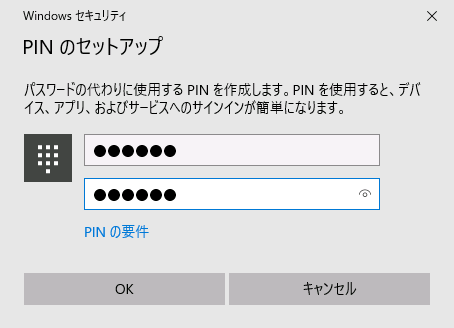 Windows セキュリティ
PIN のセットアップ
パスワードの代わりに使用する PIN を作成します。PIN を使用すると、デバ
イス、アプリ、およびサービスへのサインインが簡単になります。
●●●●●●
●●●●●●
PIN の要件
OK
キャンセル